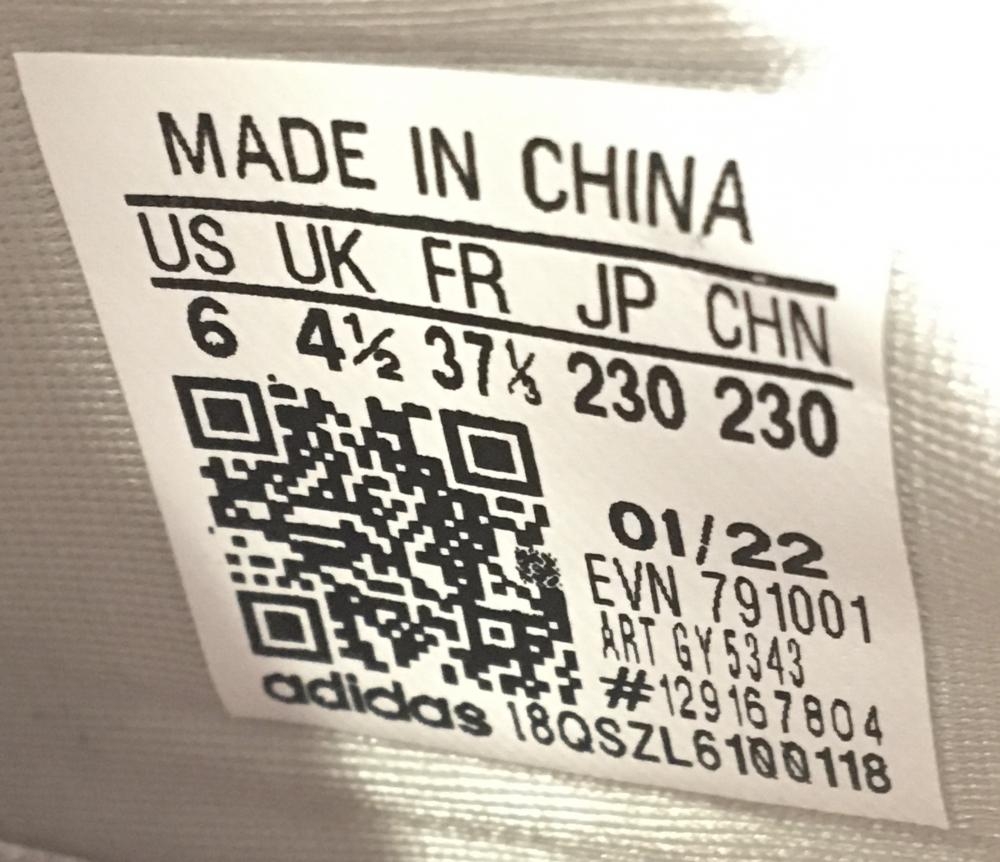 MADE IN CHINA
US UK FR JP CHN
6 4½ 37⅓ 230 230
01/22
EVN 791001
ART GY5343
#129167804
adidas 18QSZL6100118